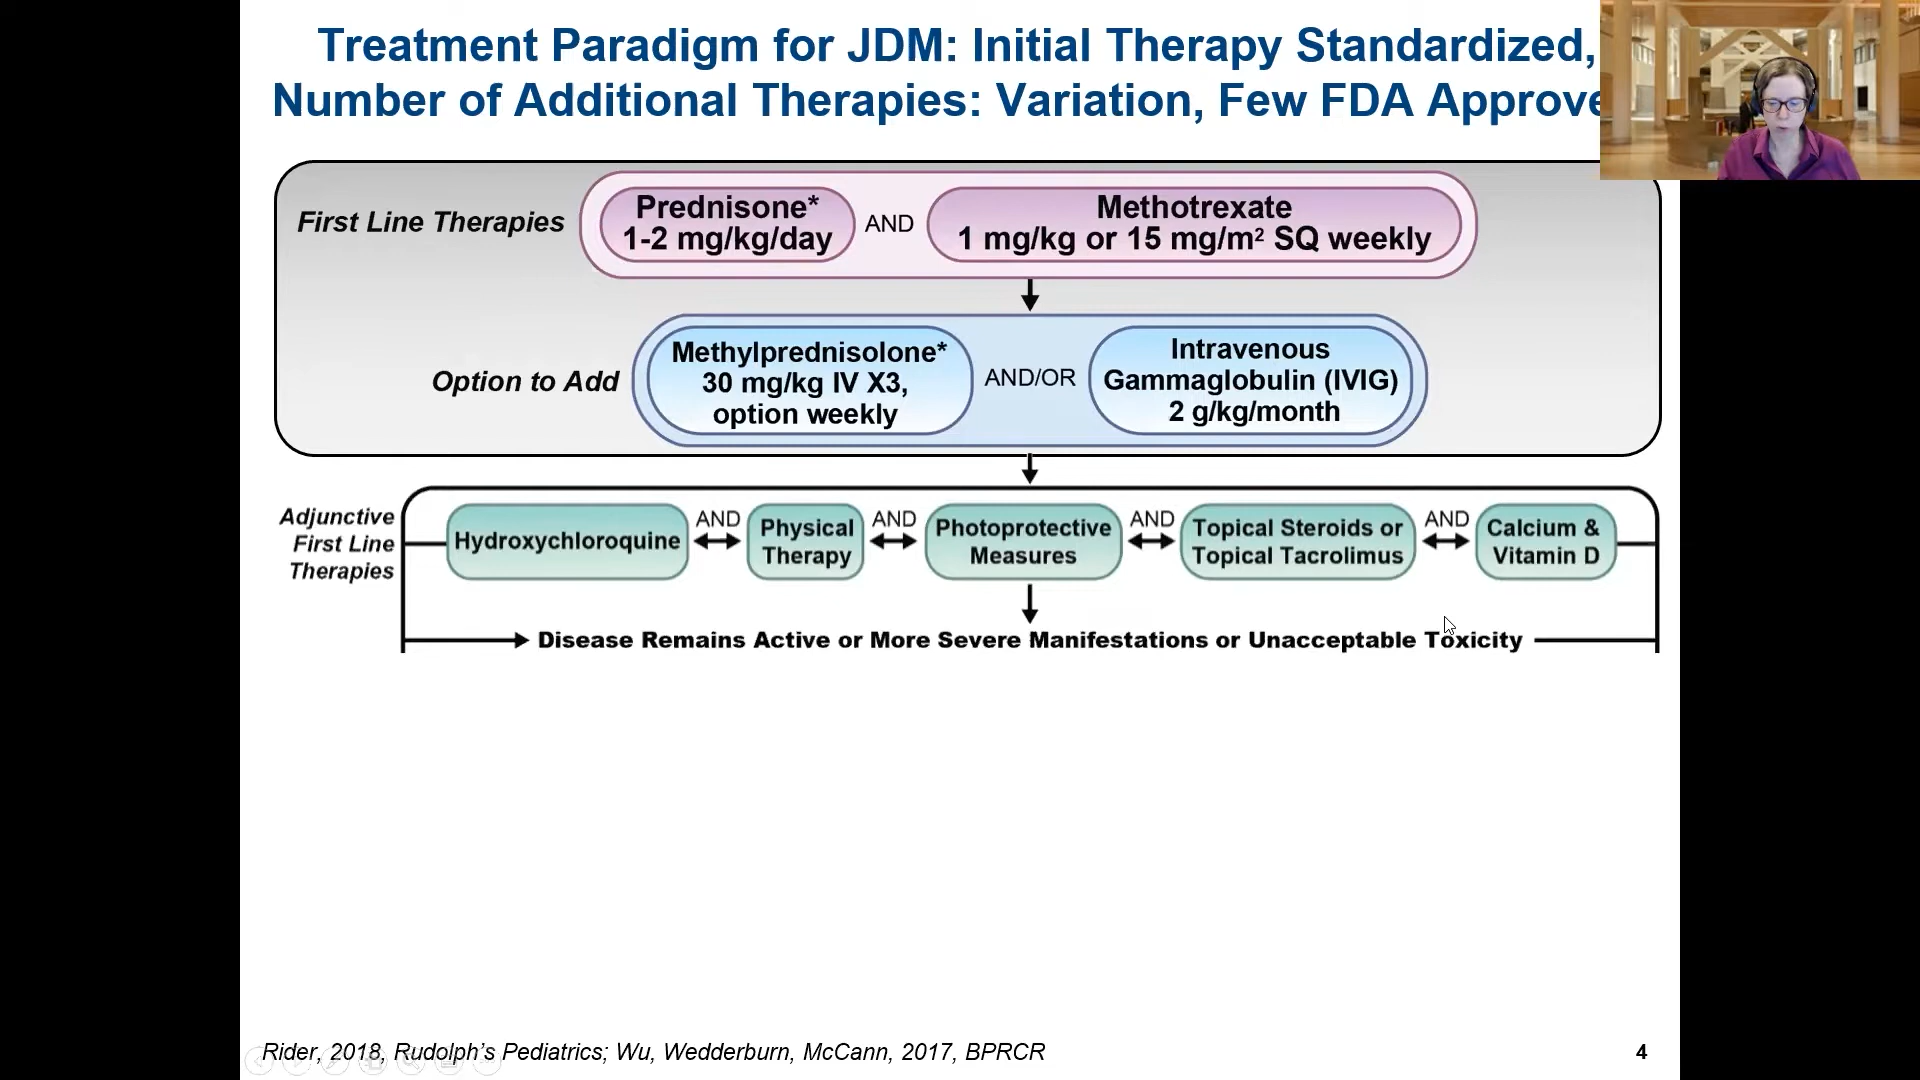 Treatment Paradigm for JDM: Initial Therapy Standardized,
Number of Additional Therapies: Variation, Few FDA Approve
First Line Therapies
Prednisone*
1-2 mg/kg/day
AND
Methotrexate
1 mg/kg or 15 mg/m² SQ weekly
Option to Add
Methylprednisolone*
30 mg/kg IV X3,
option weekly
AND/OR
Intravenous
Gammaglobulin (IVIG)
2 g/kg/month
Adjunctive
First Line
Therapies
Hydroxychloroquine
AND
Physical
Therapy
AND
Photoprotective
Measures
AND
Topical Steroids or
Topical Tacrolimus
AND
Calcium &
Vitamin D
Disease Remains Active or More Severe Manifestations or Unacceptable Toxicity
Rider, 2018, Rudolph's Pediatrics; Wu, Wedderburn, McCann, 2017, BPRCR
4